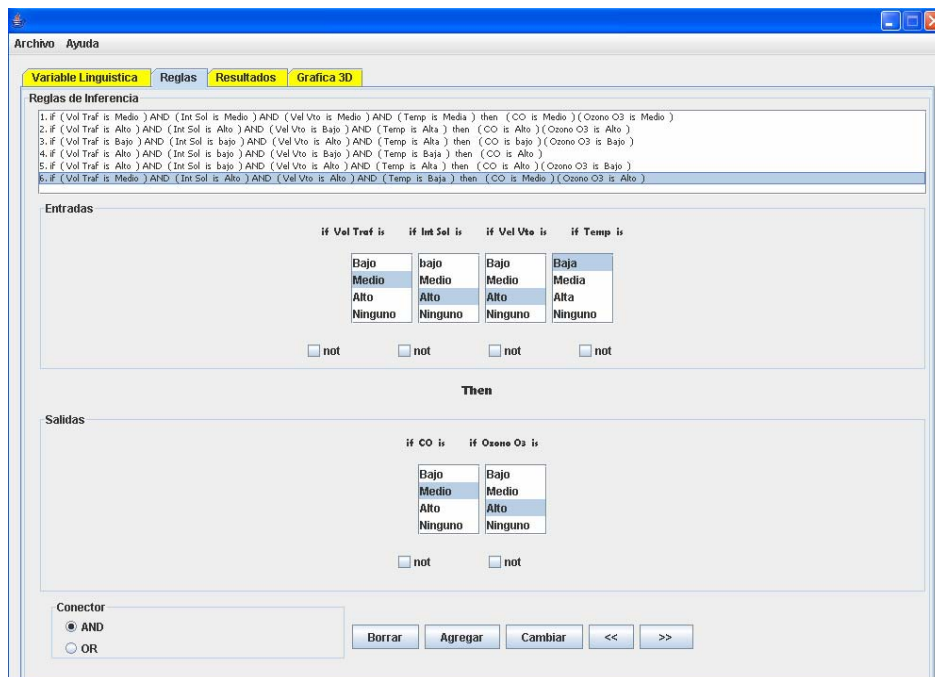 Archivo Ayuda
Variable Linguistica Reglas Resultados Grafica 3D
Reglas de Inferencia
1. if ( Vol Traf is Medio ) AND ( Int Sol is Medio ) AND ( Vel Vto is Medio ) AND ( Temp is Media ) then ( CO is Medio ) ( Ozono O3 is Medio )
2. if ( Vol Traf is Alto ) AND ( Int Sol is Alto ) AND ( Vel Vto is Bajo ) AND ( Temp is Alta ) then ( CO is Alto ) ( Ozono O3 is Alto )
3. if ( Vol Traf is Bajo ) AND ( Int Sol is bajo ) AND ( Vel Vto is Alto ) AND ( Temp is Alta ) then ( CO is bajo ) ( Ozono O3 is Bajo )
4. if ( Vol Traf is Alto ) AND ( Int Sol is bajo ) AND ( Vel Vto is Bajo ) AND ( Temp is Baja ) then ( CO is Alto )
5. if ( Vol Traf is Alto ) AND ( Int Sol is bajo ) AND ( Vel Vto is Alto ) AND ( Temp is Alta ) then ( CO is Alto ) ( Ozono O3 is Bajo )
6. if ( Vol Traf is Medio ) AND ( Int Sol is Alto ) AND ( Vel Vto is Alto ) AND ( Temp is Baja ) then ( CO is Medio ) ( Ozono O3 is Alto )
Entradas
if Vol Traf is if Int Sol is if Vel Vto is if Temp is
Bajo bajo Bajo Baja
Medio Medio Medio Media
Alto Alto Alto Alta
Ninguno Ninguno Ninguno Ninguno
not not not not
Then
Salidas
if CO is if Ozono O3 is
Bajo Bajo
Medio Medio
Alto Alto
Ninguno Ninguno
not not
Conector
AND
OR
Borrar Agregar Cambiar << >>